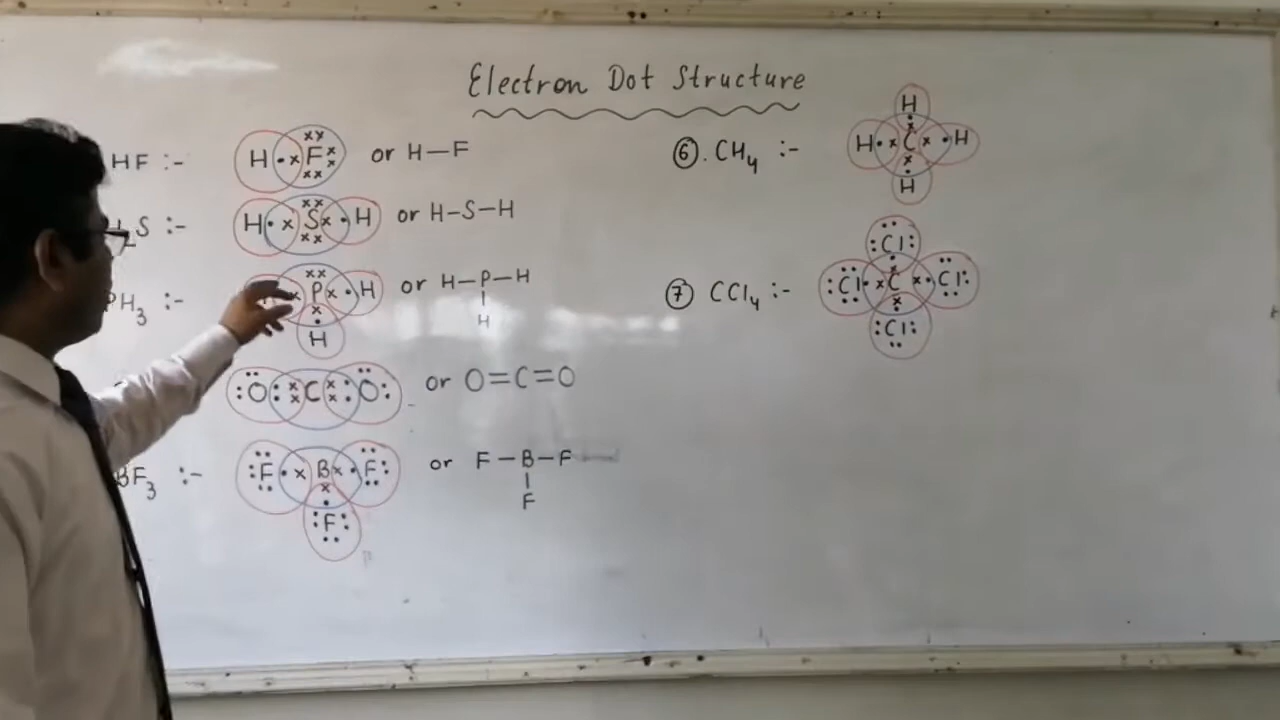 Electron Dot Structure
HF :- H F or H–F
S :- H S H or H–S–H
PH3 :- P H or H–P–H
H H
O C O or O=C=O
BF3 :- F B F or F–B–F
F F
⑥. CH4 :- H
H C H
H
⑦ CCl4 :- Cl
Cl C Cl
Cl